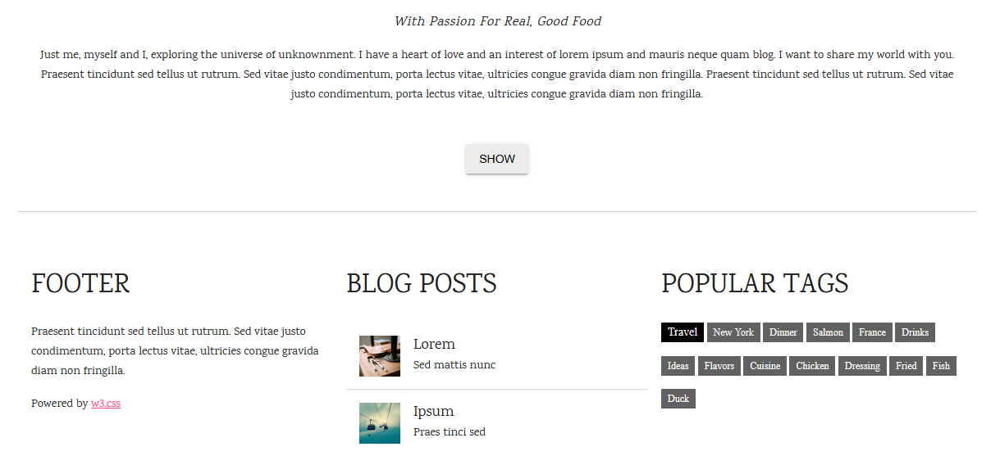 With Passion For Real, Good Food
Just me, myself and I, exploring the universe of unknownment. I have a heart of love and an interest of lorem ipsum and mauris neque quam blog. I want to share my world with you.
Praesent tincidunt sed tellus ut rutrum. Sed vitae justo condimentum, porta lectus vitae, ultricies congue gravida diam non fringilla. Praesent tincidunt sed tellus ut rutrum. Sed vitae
justo condimentum, porta lectus vitae, ultricies congue gravida diam non fringilla.
SHOW
FOOTER
Praesent tincidunt sed tellus ut rutrum. Sed vitae justo
condimentum, porta lectus vitae, ultricies congue gravida
diam non fringilla.
Powered by w3.css
BLOG POSTS
Lorem
Sed mattis nunc
Ipsum
Praes tinci sed
POPULAR TAGS
Travel New York Dinner Salmon France Drinks
Ideas Flavors Cuisine Chicken Dressing Fried Fish
Duck